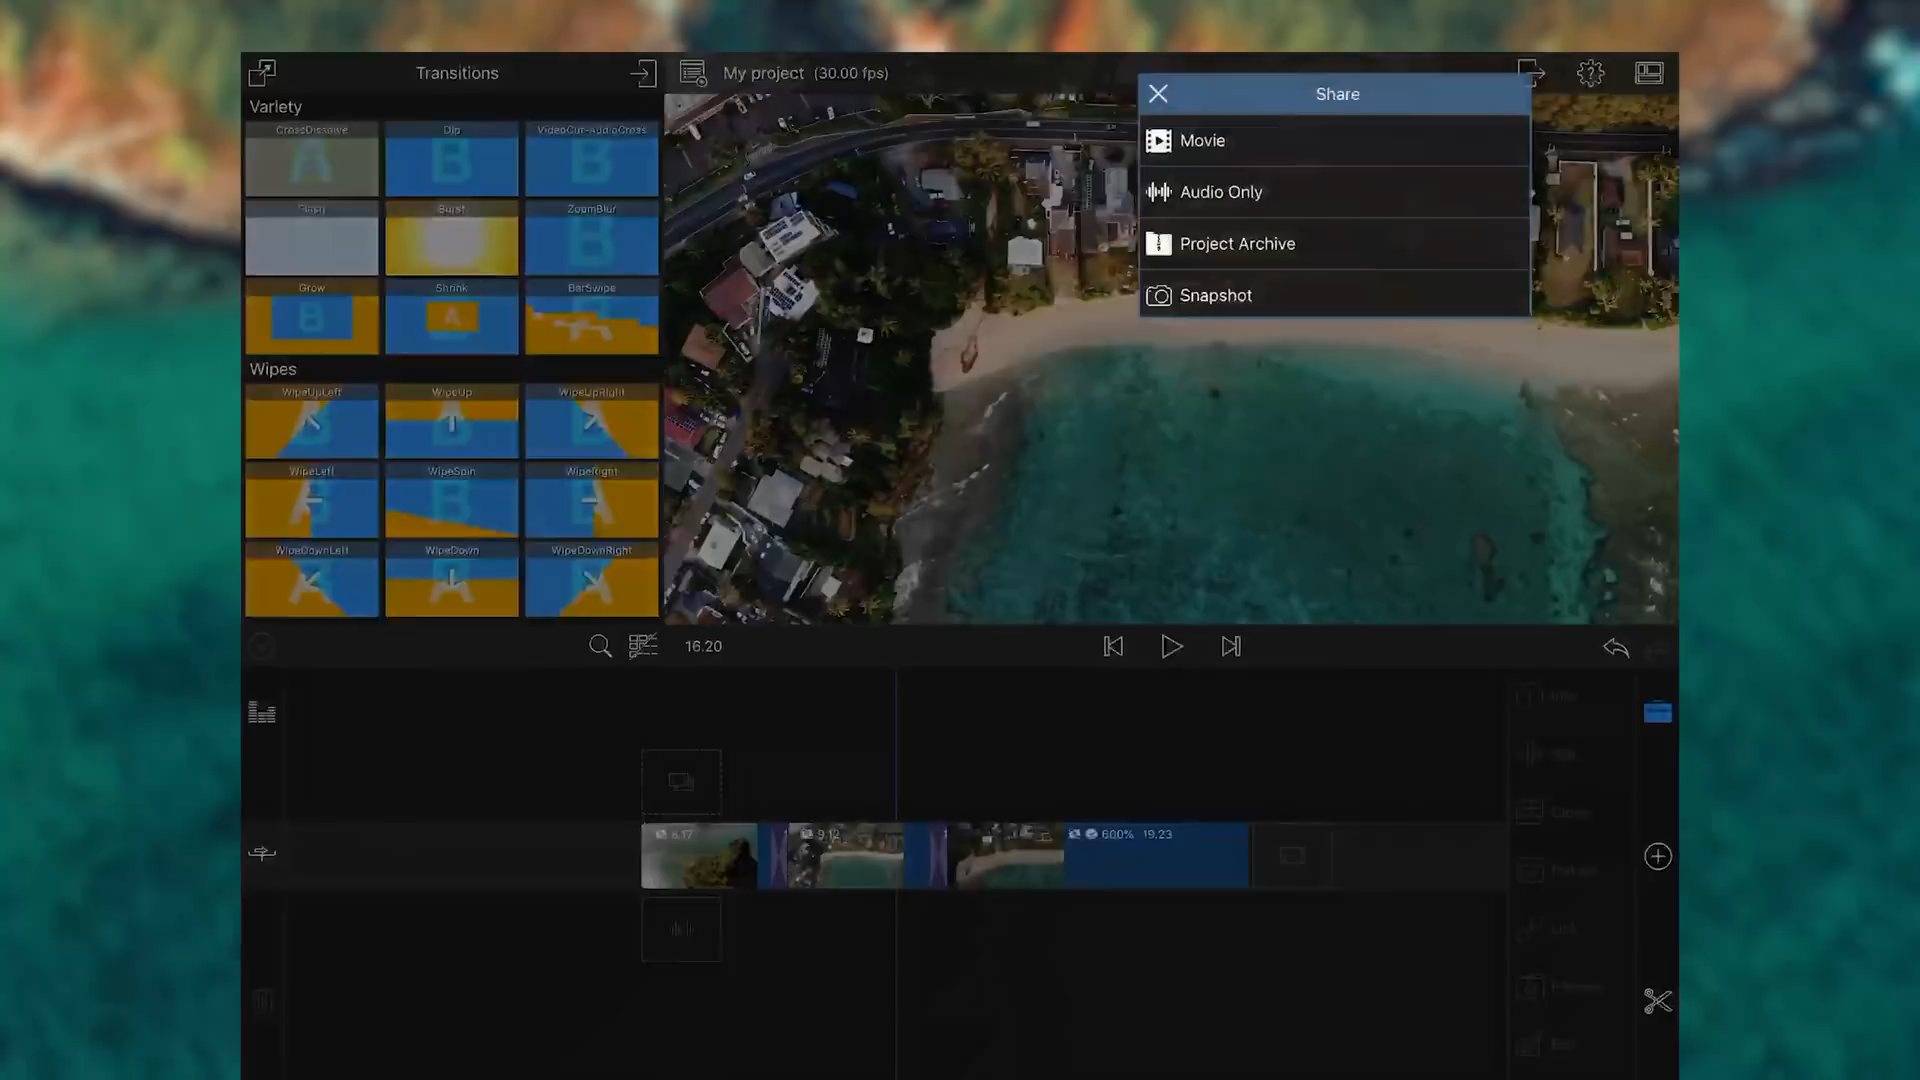 Transitions
My project (30.00 fps)
Share
Variety
CrossDissolve
Dip
VideoCut-AudioCross
Movie
Audio Only
Flash
Burst
ZoomBlur
Project Archive
Grow
Shrink
BarSwipe
Snapshot
Wipes
WipeUpLeft
WipeUp
WipeUpRight
WipeLeft
WipeSpin
WipeRight
WipeDownLeft
WipeDown
WipeDownRight
16.20
9.12
600% 19.23